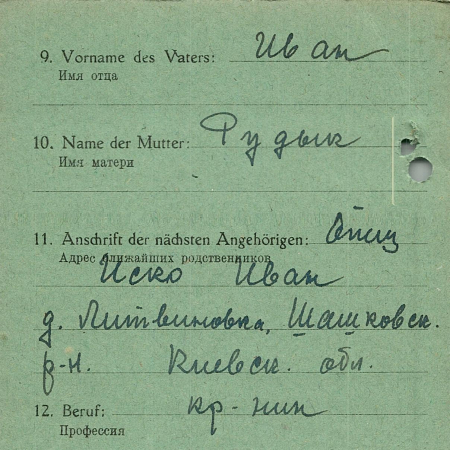 9. Vorname des Vaters: Иван
Имя отца
10. Name der Mutter: Рудык
Имя матери
11. Anschrift der nächsten Angehörigen: Отец
Адрес ближайших родственников
Иско Иван
д. Литвиновка, Шашковск.
р-н. Киевск. обл.
12. Beruf: кр-нин
Профессия